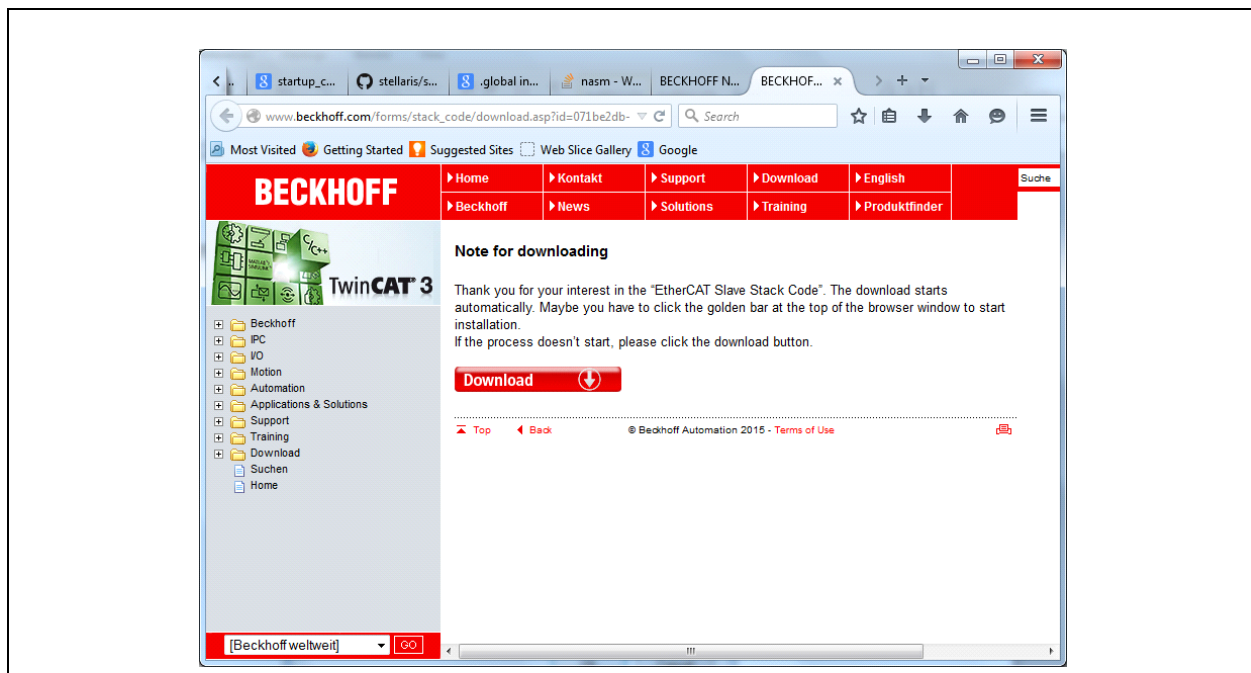 startup_c...
stellaris/s...
.global in...
nasm - W...
BECKHOFF N...
BECKHOF...
www.beckhoff.com/forms/stack_code/download.asp?id=071be2db-
Search
Most Visited
Getting Started
Suggested Sites
Web Slice Gallery
Google
BECKHOFF
Home
Kontakt
Support
Download
English
Suche
Beckhoff
News
Solutions
Training
Produktfinder
C/C++
TwinCAT® 3
Beckhoff
IPC
I/O
Motion
Automation
Applications & Solutions
Support
Training
Download
Suchen
Home
[Beckhoff weltweit]
GO
Note for downloading
Thank you for your interest in the “EtherCAT Slave Stack Code”. The download starts
automatically. Maybe you have to click the golden bar at the top of the browser window to start
installation.
If the process doesn't start, please click the download button.
Download
Top
Back
© Beckhoff Automation 2015 - Terms of Use